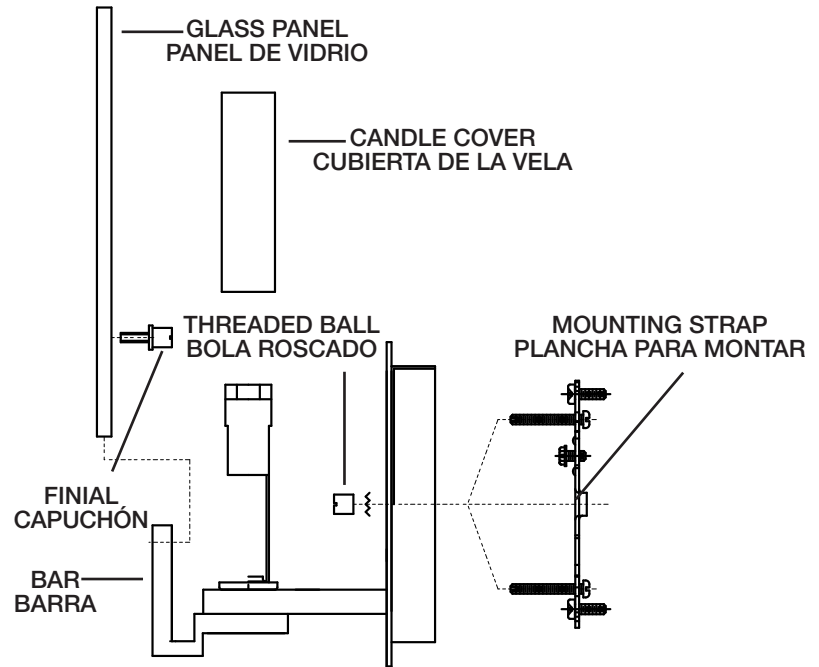 GLASS PANEL
PANEL DE VIDRIO
CANDLE COVER
CUBIERTA DE LA VELA
THREADED BALL
BOLA ROSCADO
MOUNTING STRAP
PLANCHA PARA MONTAR
FINIAL
CAPUCHÓN
BAR
BARRA